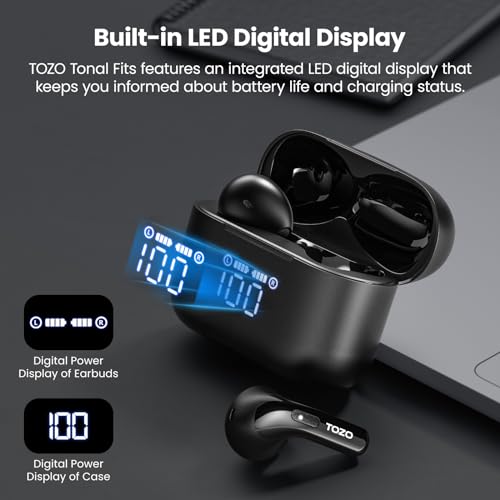 Built-in LED Digital Display
TOZO Tonal Fits features an integrated LED digital display that
keeps you informed about battery life and charging status.
L R
100
L R
100
L R
Digital Power
Display of Earbuds
100
Digital Power
Display of Case
TOZO